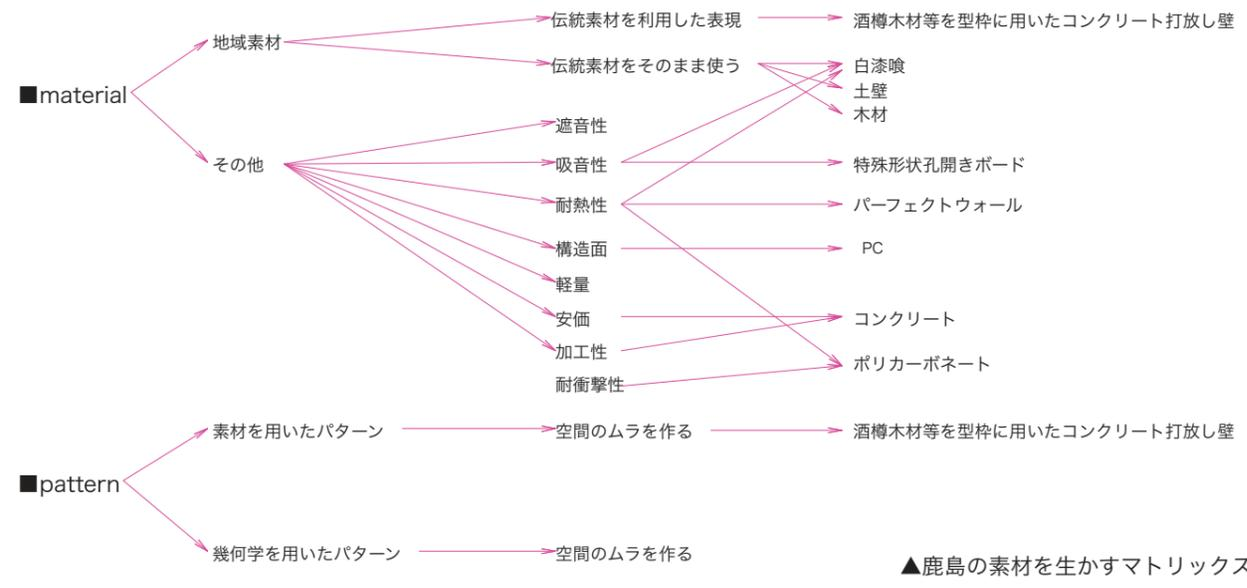 ■material
地域素材
その他
伝統素材を利用した表現
伝統素材をそのまま使う
遮音性
吸音性
耐熱性
構造面
軽量
安価
加工性
耐衝撃性
酒樽木材等を型枠に用いたコンクリート打放し壁
白漆喰
土壁
木材
特殊形状孔開きボード
パーフェクトウォール
PC
コンクリート
ポリカーボネート
■pattern
素材を用いたパターン
空間のムラを作る
酒樽木材等を型枠に用いたコンクリート打放し壁
幾何学を用いたパターン
空間のムラを作る
▲鹿島の素材を生かすマトリックス